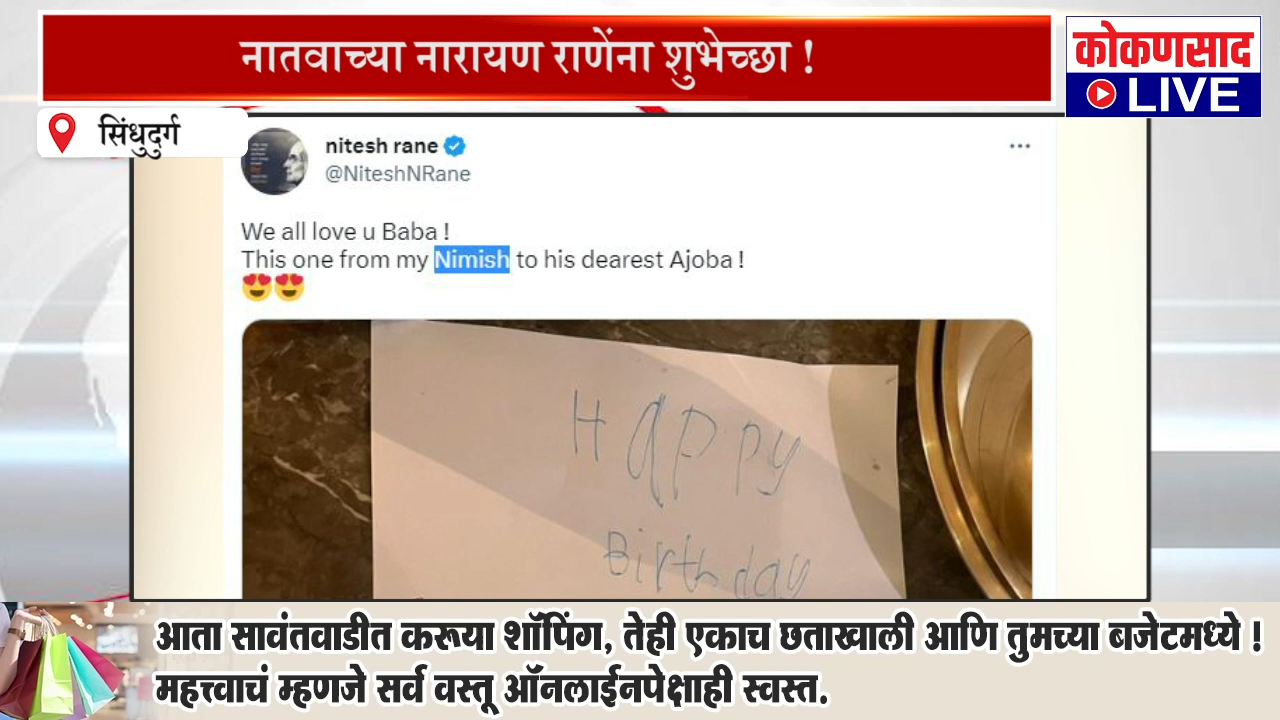 नातवाच्या नारायण राणेंना शुभेच्छा !
कोकणसाद
LIVE
सिंधुदुर्ग
nitesh rane
@NiteshNRane
We all love u Baba !
This one from my Nimish to his dearest Ajoba !
😍😍
Happy
Birthday
आता सावंतवाडीत करूया शॉपिंग, तेही एकाच छताखाली आणि तुमच्या बजेटमध्ये !
महत्त्वाचं म्हणजे सर्व वस्तू ऑनलाईनपेक्षाही स्वस्त.